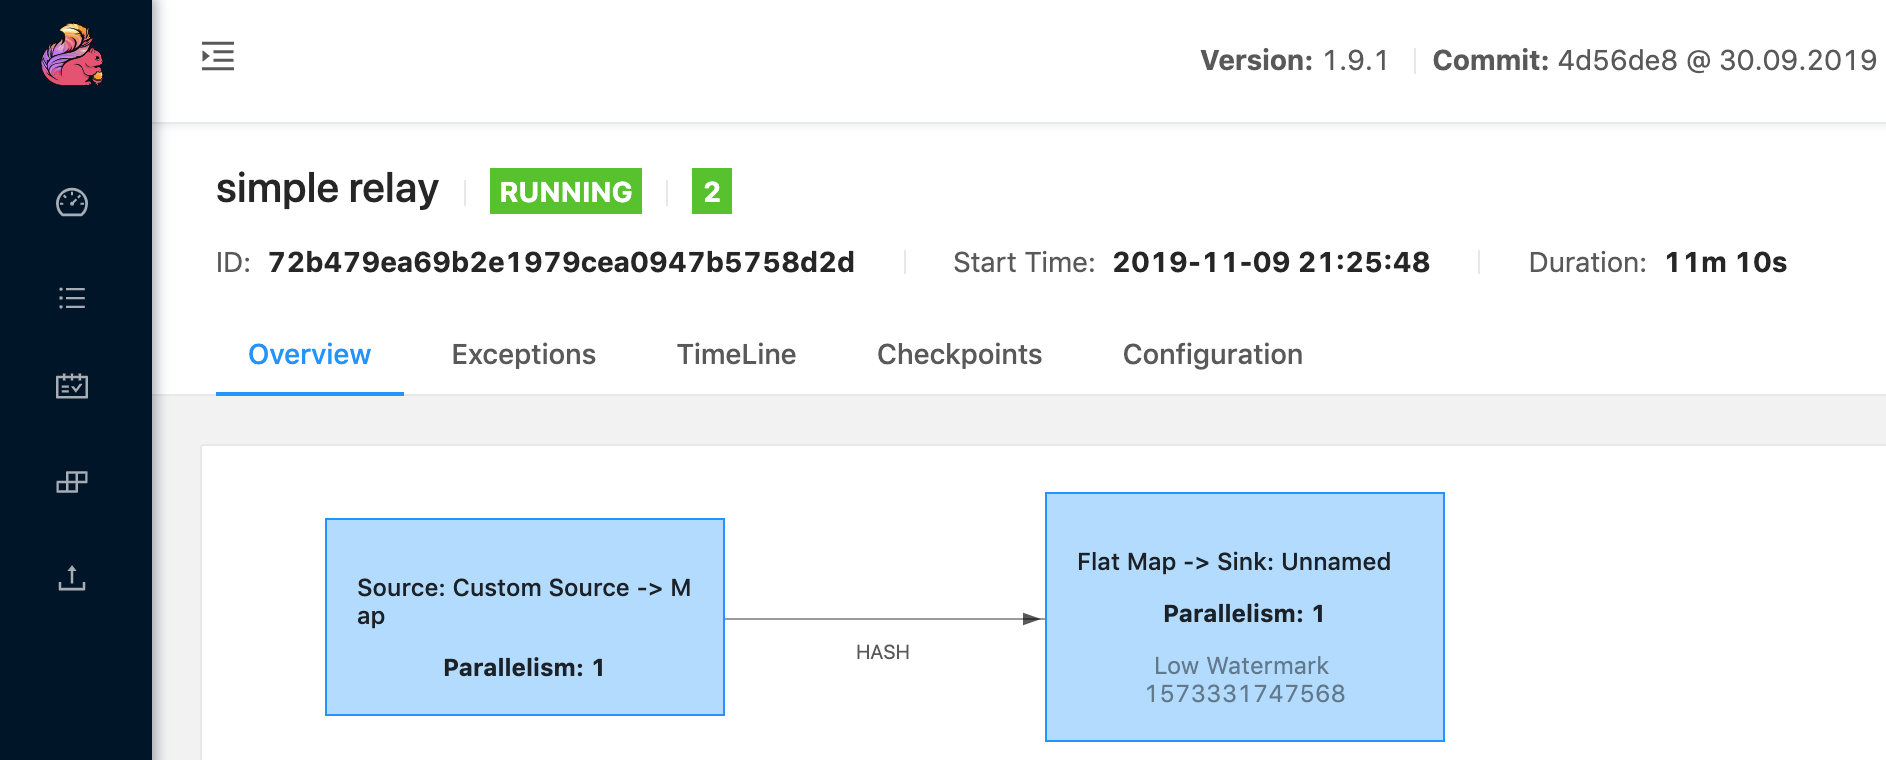 Version: 1.9.1 Commit: 4d56de8 @ 30.09.2019
simple relay RUNNING 2
ID: 72b479ea69b2e1979cea0947b5758d2d Start Time: 2019-11-09 21:25:48 Duration: 11m 10s
Overview Exceptions TimeLine Checkpoints Configuration
Source: Custom Source -> M
ap
Parallelism: 1
HASH
Flat Map -> Sink: Unnamed
Parallelism: 1
Low Watermark
1573331747568